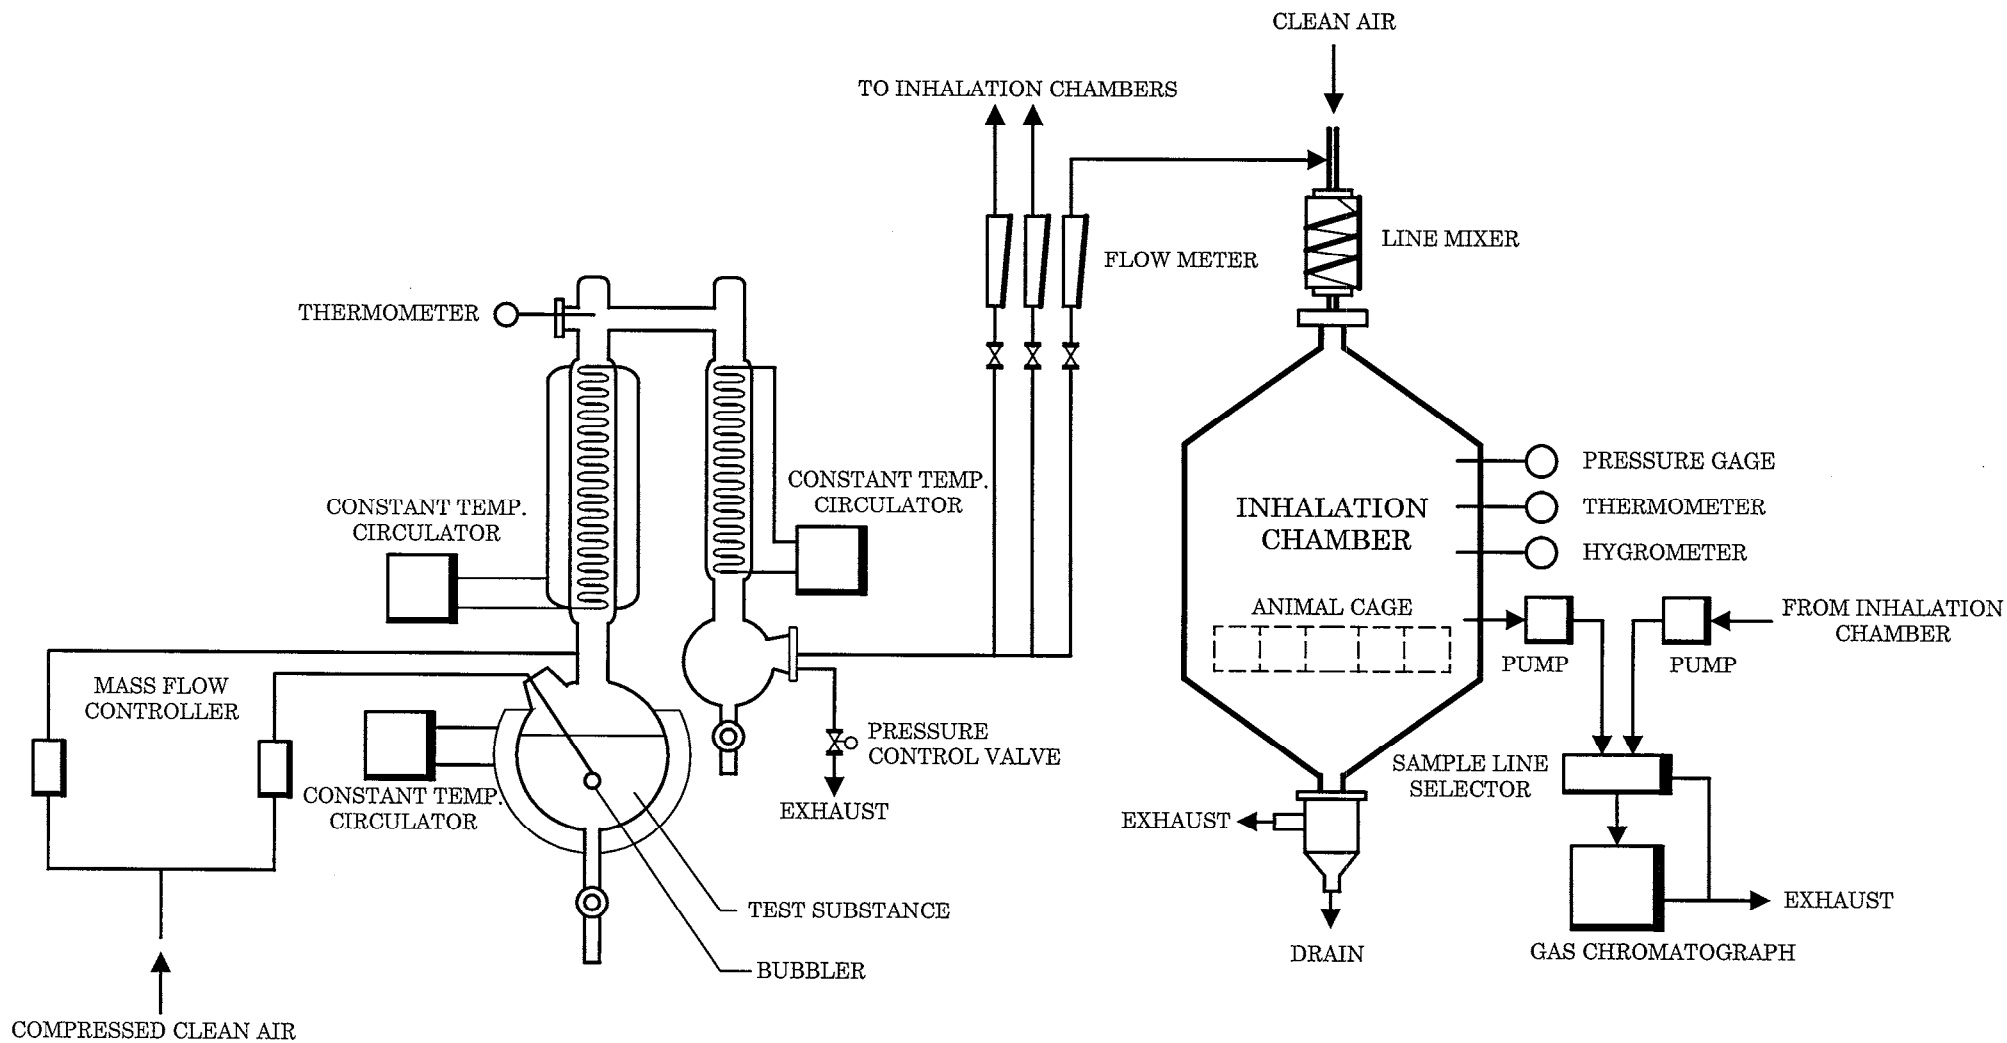 CLEAN AIR
TO INHALATION CHAMBERS
LINE MIXER
FLOW METER
THERMOMETER
PRESSURE GAGE
CONSTANT TEMP.
CIRCULATOR
CONSTANT TEMP.
CIRCULATOR
INHALATION
CHAMBER
THERMOMETER
HYGROMETER
ANIMAL CAGE
FROM INHALATION
CHAMBER
PUMP
PUMP
MASS FLOW
CONTROLLER
PRESSURE
CONTROL VALVE
SAMPLE LINE
SELECTOR
CONSTANT TEMP.
CIRCULATOR
EXHAUST
EXHAUST
TEST SUBSTANCE
EXHAUST
DRAIN
GAS CHROMATOGRAPH
BUBBLER
COMPRESSED CLEAN AIR